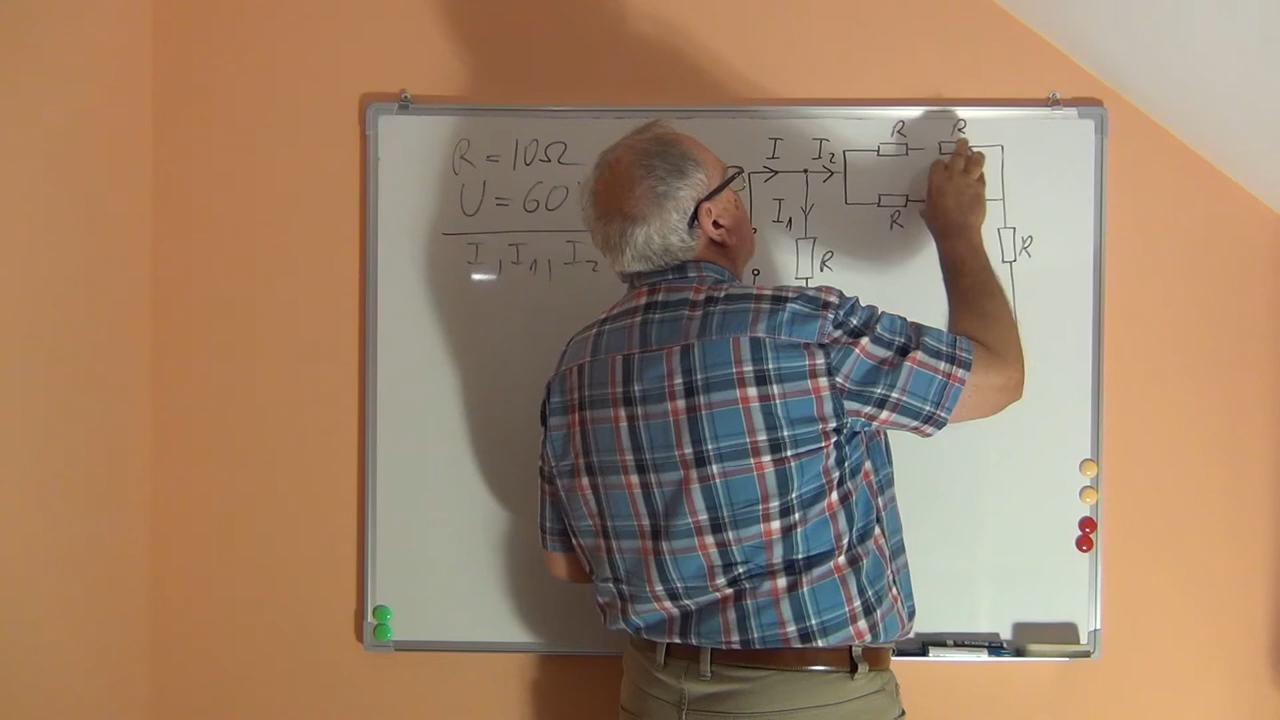 R = 10Ω
U = 60
I, I₁, I₂
I I₂
I₁
R R
R
R R